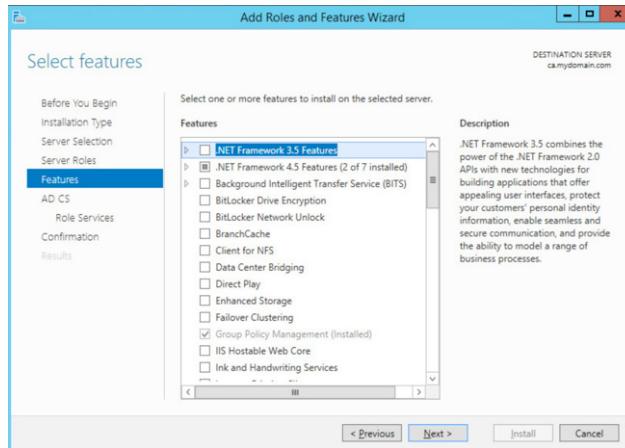 Add Roles and Features Wizard
Select features
DESTINATION SERVER
ca.mydomain.com
Before You Begin
Installation Type
Server Selection
Server Roles
Features
AD CS
Role Services
Confirmation
Results
Select one or more features to install on the selected server.
Features
.NET Framework 3.5 Features
.NET Framework 4.5 Features (2 of 7 installed)
Background Intelligent Transfer Service (BITS)
BitLocker Drive Encryption
BitLocker Network Unlock
BranchCache
Client for NFS
Data Center Bridging
Direct Play
Enhanced Storage
Failover Clustering
Group Policy Management (Installed)
IIS Hostable Web Core
Ink and Handwriting Services
Description
.NET Framework 3.5 combines the
power of the .NET Framework 2.0
APIs with new technologies for
building applications that offer
appealing user interfaces, protect
your customers' personal identity
information, enable seamless and
secure communication, and provide
the ability to model a range of
business processes.
< Previous
Next >
Install
Cancel